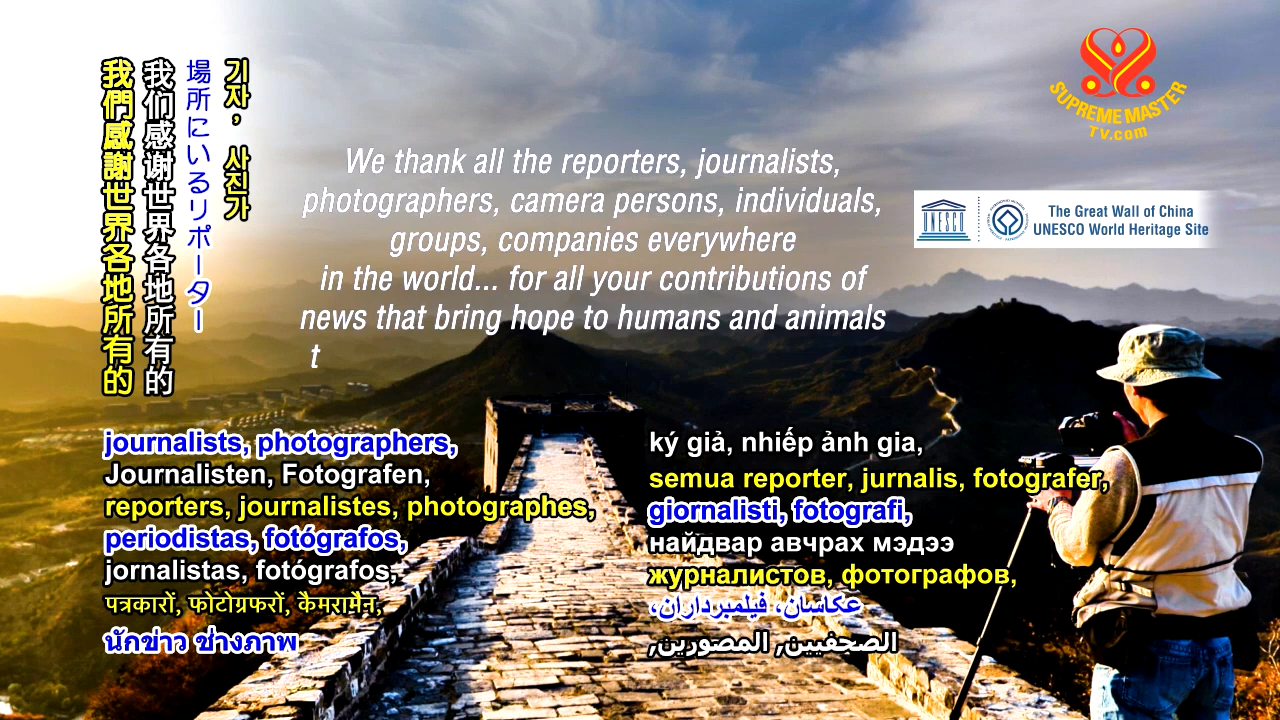 기자, 사진가
場所にいるリポーター
我们感谢世界各地所有的
我們感謝世界各地所有的
SUPREME MASTER
TV.com
We thank all the reporters, journalists,
photographers, camera persons, individuals,
groups, companies everywhere
in the world... for all your contributions of
news that bring hope to humans and animals
t
UNESCO
The Great Wall of China
UNESCO World Heritage Site
journalists, photographers,
Journalisten, Fotografen,
reporters, journalistes, photographes,
periodistas, fotógrafos,
jornalistas, fotógrafos,
पत्रकारों, फोटोग्रफरों, कैमरामैन,
นักข่าว ช่างภาพ
ký giả, nhiếp ảnh gia,
semua reporter, jurnalis, fotografer,
giornalisti, fotografi,
найдвар авчрах мэдээ
журналистов, фотографов,
عکاسان، فیلمبرداران،
الصحفيين, المصورين,